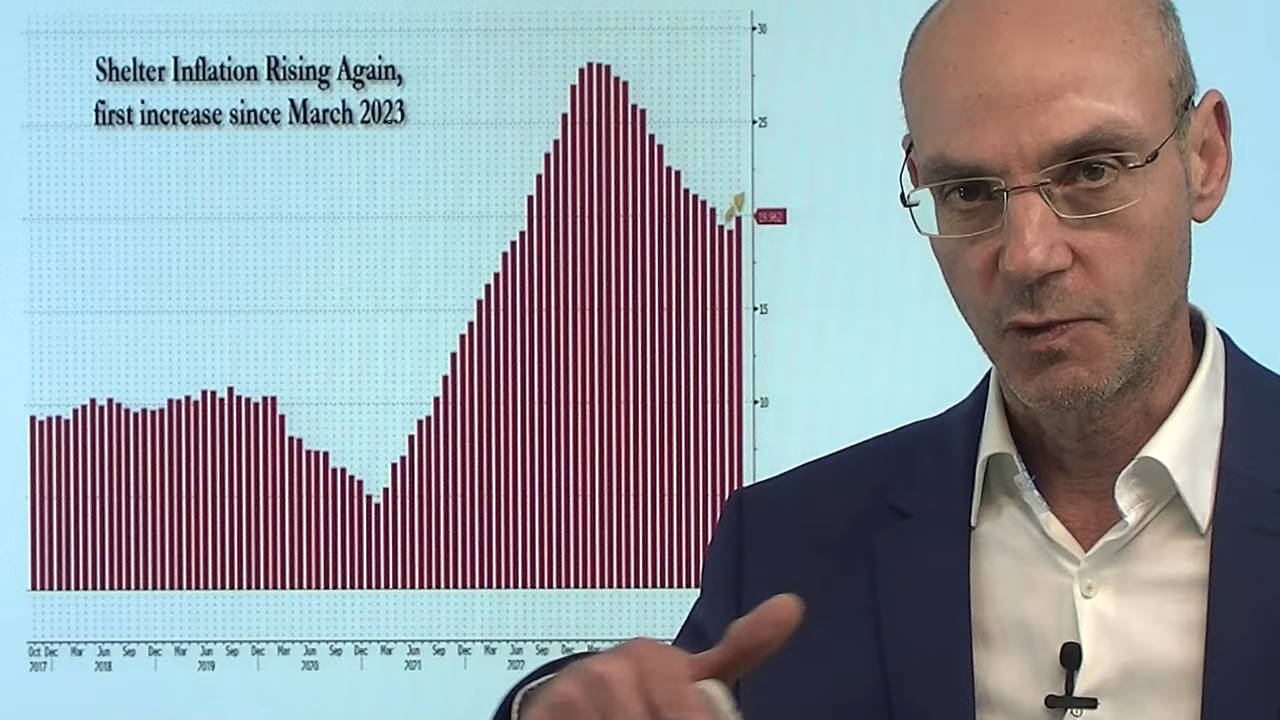 Shelter Inflation Rising Again,
first increase since March 2023
30
25
19.962
15
10
Oct Dec Mar Jun Sep Dec Mar Jun Sep Dec Mar Jun Sep Dec Mar Jun Sep Dec Mar Jun Sep Dec Mar
2017 2018 2019 2020 2021 2022